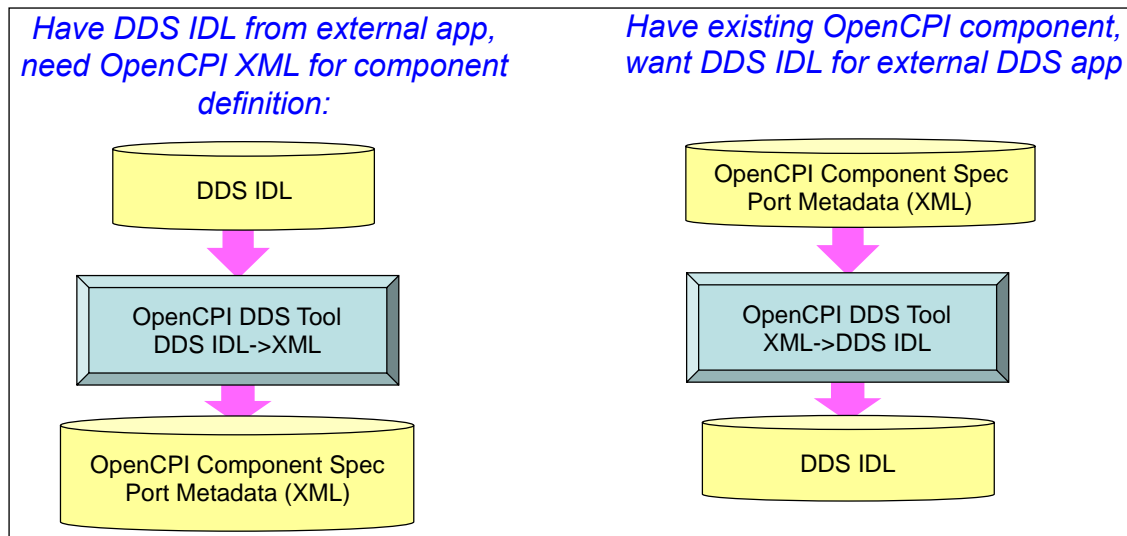 Have DDS IDL from external app,
need OpenCPI XML for component
definition:
DDS IDL
OpenCPI DDS Tool
DDS IDL->XML
OpenCPI Component Spec
Port Metadata (XML)
Have existing OpenCPI component,
want DDS IDL for external DDS app
OpenCPI Component Spec
Port Metadata (XML)
OpenCPI DDS Tool
XML->DDS IDL
DDS IDL